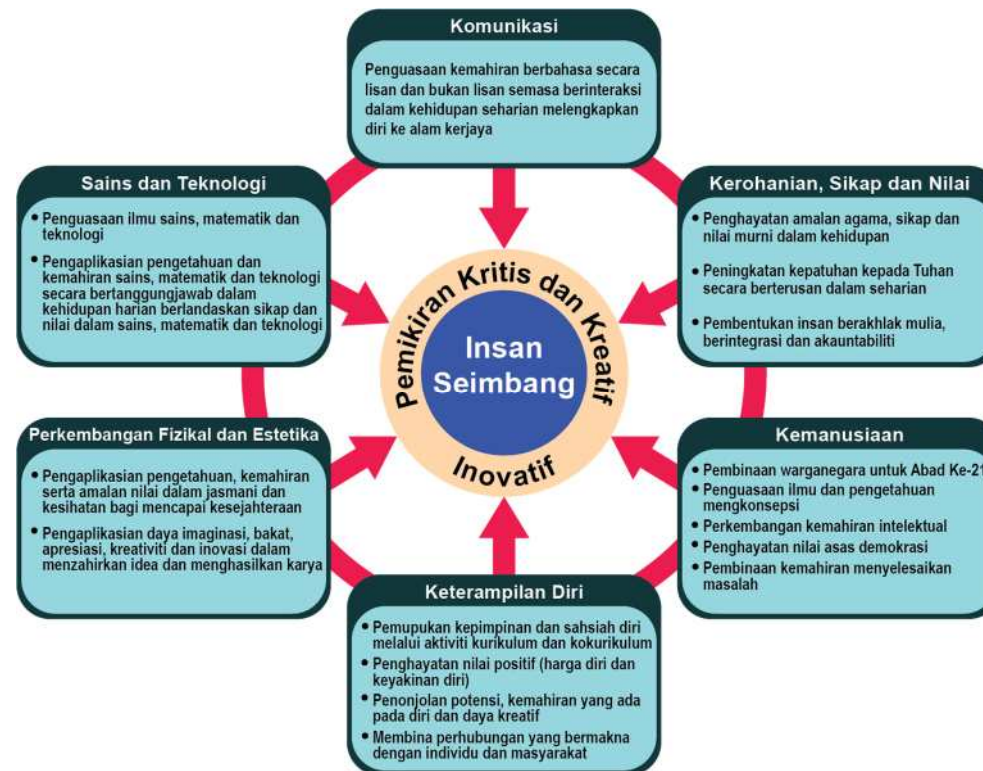 Komunikasi
Penguasaan kemahiran berbahasa secara
lisan dan bukan lisan semasa berinteraksi
dalam kehidupan seharian melengkapkan
diri ke alam kerjaya
Sains dan Teknologi
• Penguasaan ilmu sains, matematik dan
teknologi
• Pengaplikasian pengetahuan dan
kemahiran sains, matematik dan teknologi
secara bertanggungjawab dalam
kehidupan harian berlandaskan sikap dan
nilai dalam sains, matematik dan teknologi
Kerohanian, Sikap dan Nilai
• Penghayatan amalan agama, sikap dan
nilai murni dalam kehidupan
• Peningkatan kepatuhan kepada Tuhan
secara berterusan dalam seharian
• Pembentukan insan berakhlak mulia,
berintegrasi dan akauntabiliti
Pemikiran Kritis dan Kreatif
Insan
Seimbang
Inovatif
Perkembangan Fizikal dan Estetika
• Pengaplikasian pengetahuan, kemahiran
serta amalan nilai dalam jasmani dan
kesihatan bagi mencapai kesejahteraan
• Pengaplikasian daya imaginasi, bakat,
apresiasi, kreativiti dan inovasi dalam
menzahirkan idea dan menghasilkan karya
Kemanusiaan
• Pembinaan warganegara untuk Abad Ke-21
• Penguasaan ilmu dan pengetahuan
mengkonsepsi
• Perkembangan kemahiran intelektual
• Penghayatan nilai asas demokrasi
• Pembinaan kemahiran menyelesaikan
masalah
Keterampilan Diri
• Pemupukan kepimpinan dan sahsiah diri
melalui aktiviti kurikulum dan kokurikulum
• Penghayatan nilai positif (harga diri dan
keyakinan diri)
• Penonjolan potensi, kemahiran yang ada
pada diri dan daya kreatif
• Membina perhubungan yang bermakna
dengan individu dan masyarakat